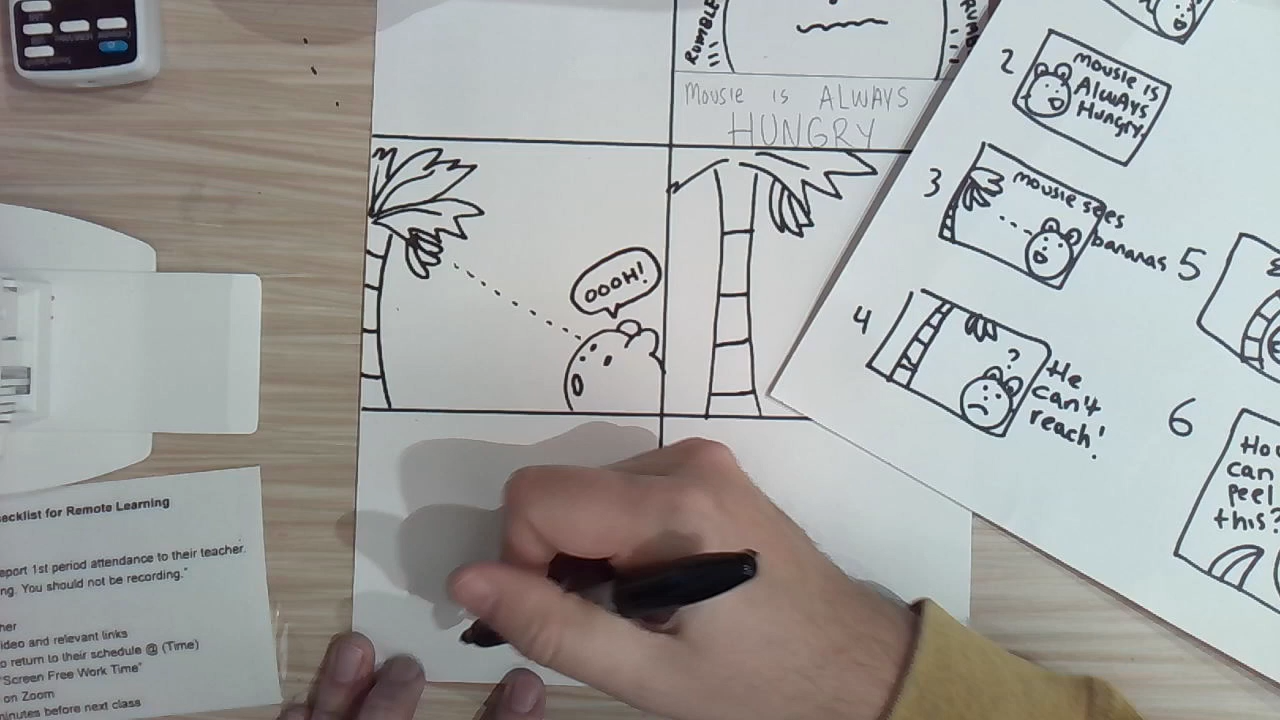 RUMBLE
RUMB
MOUSIE IS ALWAYS
HUNGRY
OOOH!
2
mousie is
ALWAYS
HUNGRY
3
mousie sees
bananas
4
?
He
can't
reach!
5
6
Ho
can
peel
this?
ecklist for Remote Learning
eport 1st period attendance to their teacher.
ng. You should not be recording."
her
ideo and relevant links
o return to their schedule @ (Time)
"Screen Free Work Time"
on Zoom
minutes before next class